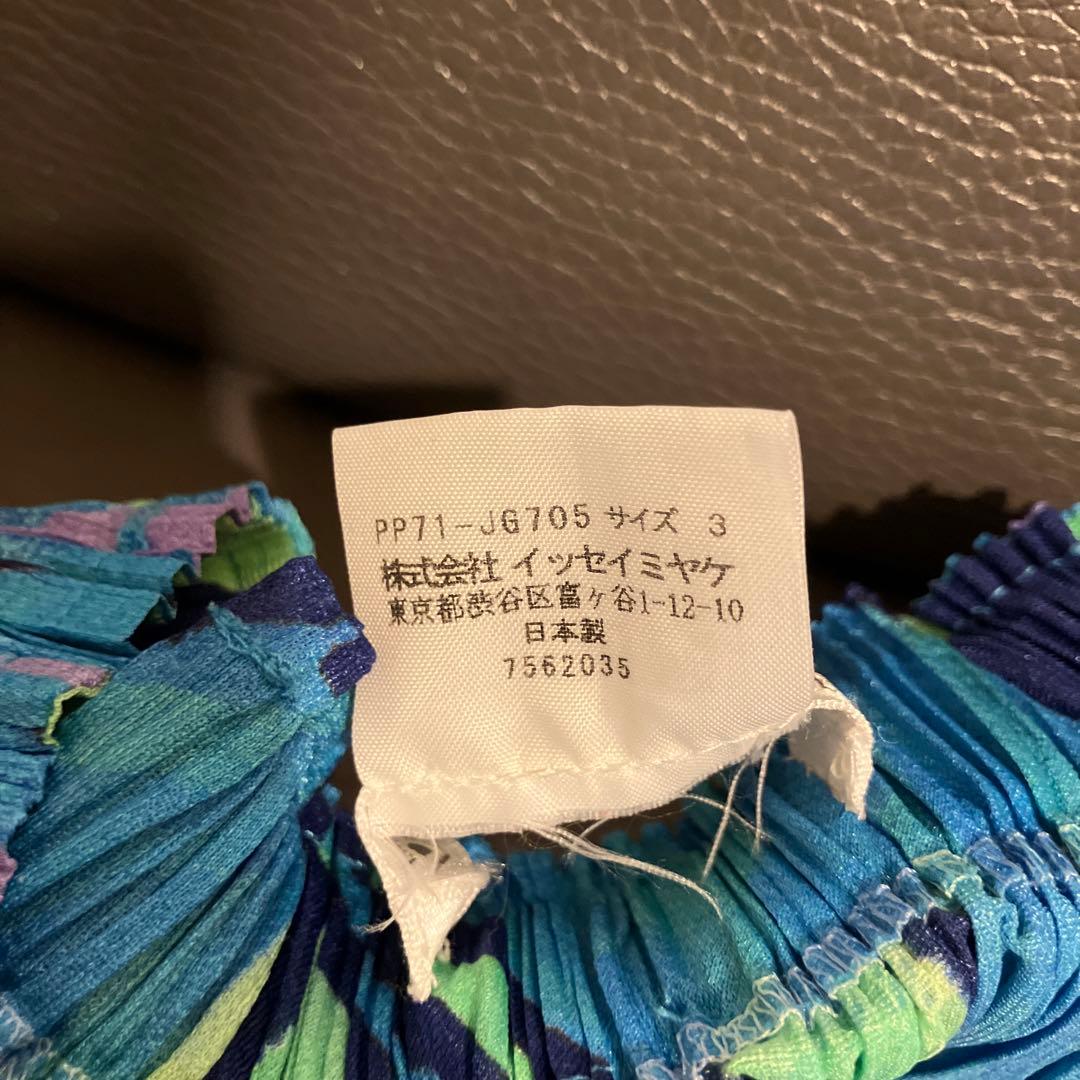 PP71-JG705 サイズ 3
株式会社 イッセイミヤケ
東京都渋谷区富ヶ谷1-12-10
日本製
7562035